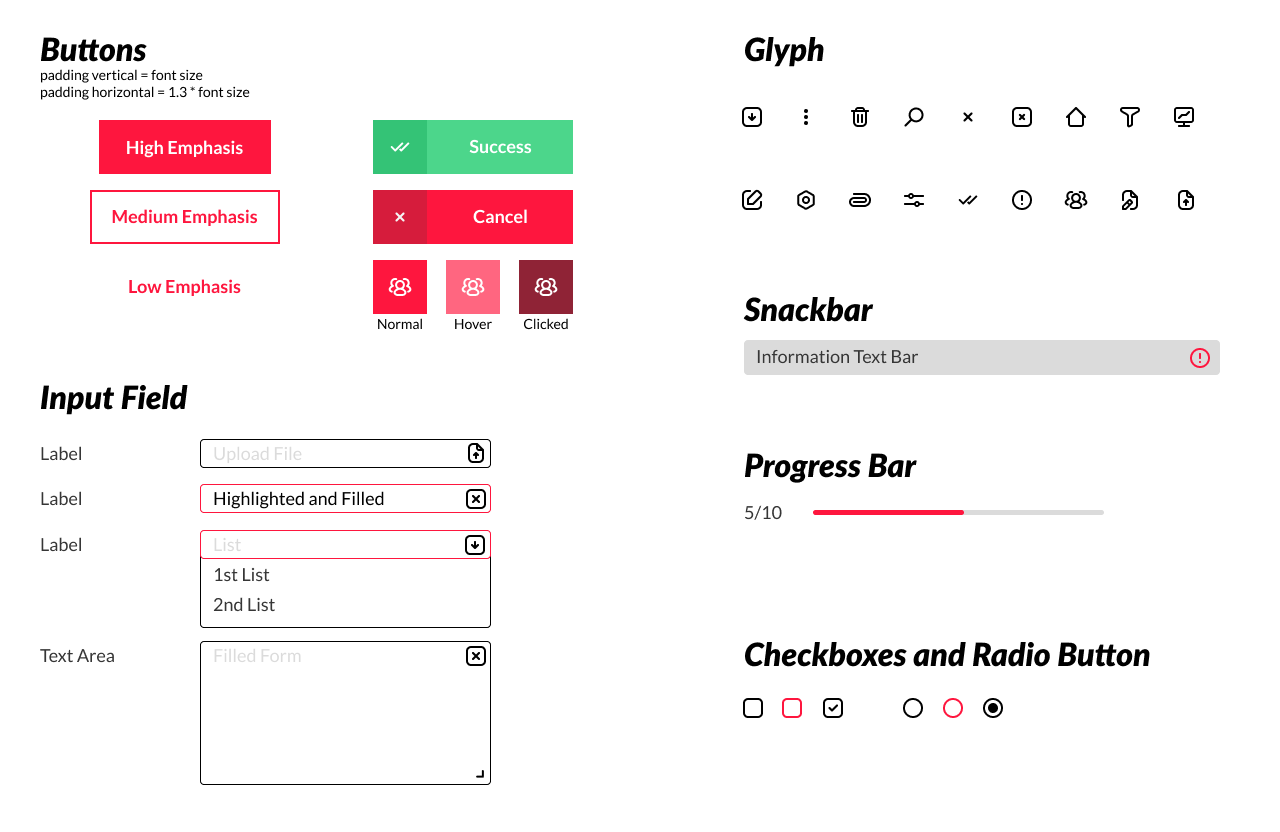 Buttons
padding vertical = font size
padding horizontal = 1.3 * font size
High Emphasis
Success
Medium Emphasis
Cancel
Low Emphasis
Normal
Hover
Clicked
Input Field
Label
Upload File
Label
Highlighted and Filled
Label
List
1st List
2nd List
Text Area
Filled Form
Glyph
Snackbar
Information Text Bar
Progress Bar
5/10
Checkboxes and Radio Button